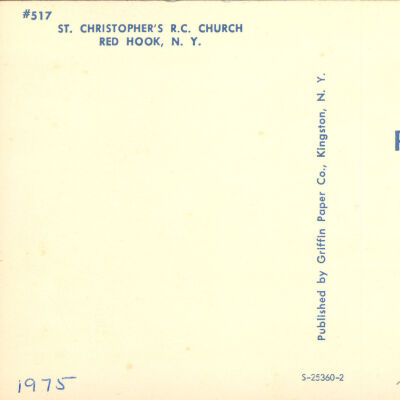 #517
ST. CHRISTOPHER'S R.C. CHURCH
RED HOOK, N. Y.
Published by Griffin Paper Co., Kingston, N. Y.
S-25360-2
1975